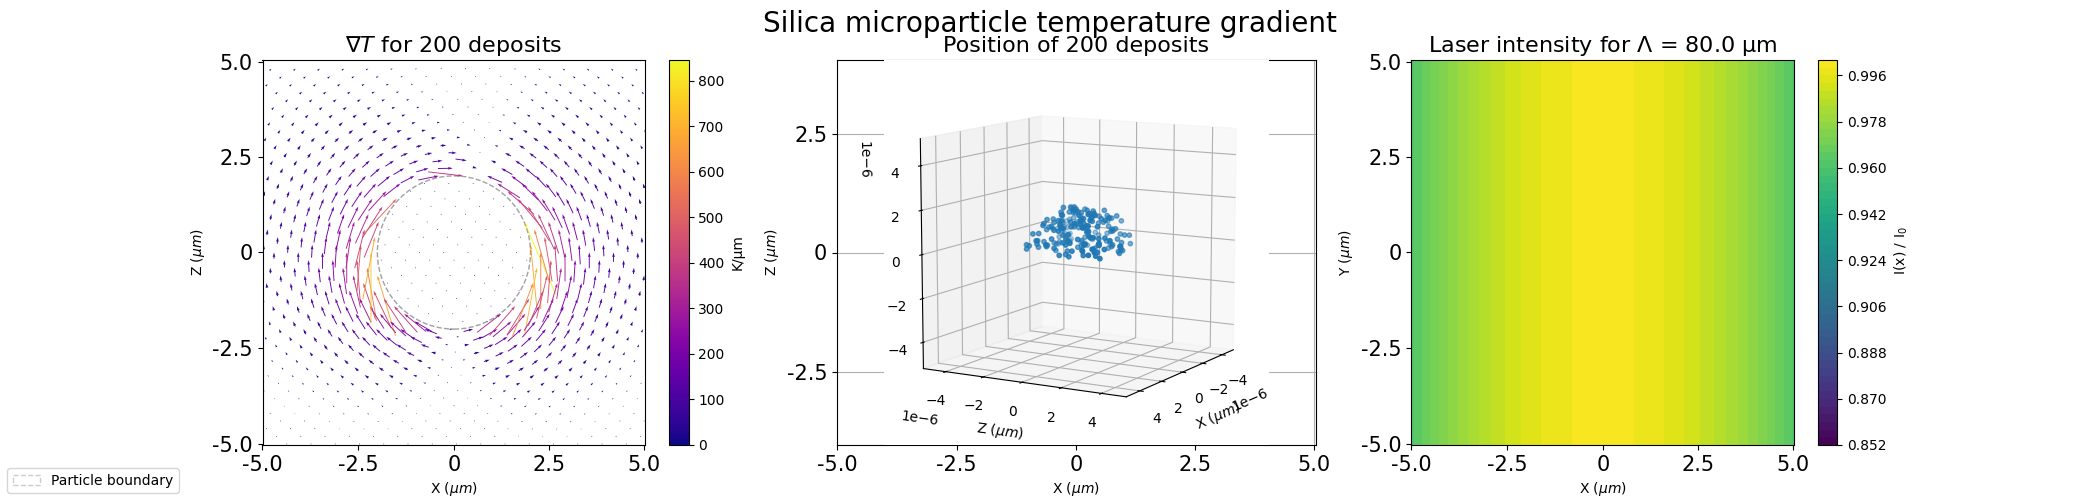 Silica microparticle temperature gradient
∇T for 200 deposits
5.0
2.5
0
-2.5
-5.0
Z (μm)
-5.0 -2.5 0 2.5 5.0
X (μm)
800
700
600
500
400
300
200
100
0
K/μm
Particle boundary
Position of 200 deposits
2.5
0
-2.5
Z (μm)
-5.0 -2.5 0 2.5 5.0
X (μm)
1e−6
4
2
0
−2
−4
−4 −2 0 2 4
1e−6
Z (μm)
4 2 0 −2 −4
X (μm)
1e−6
Laser intensity for Λ = 80.0 μm
5.0
2.5
0
-2.5
-5.0
Y (μm)
-5.0 -2.5 0 2.5 5.0
X (μm)
0.996
0.978
0.960
0.942
0.924
0.906
0.888
0.870
0.852
I(x) / I₀